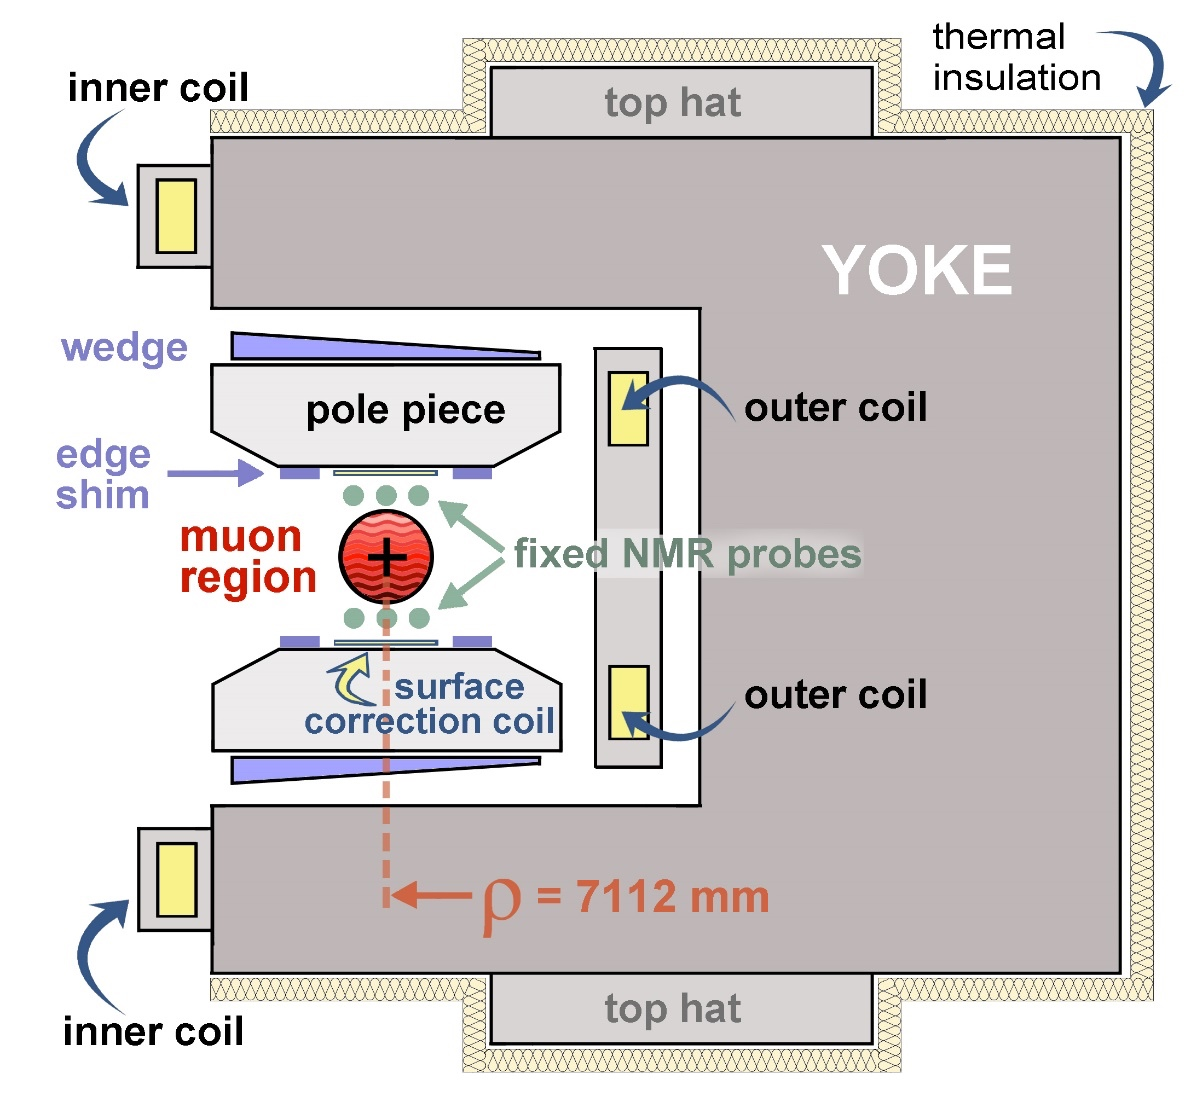 thermal
insulation
inner coil
top hat
YOKE
wedge
pole piece
outer coil
edge
shim
muon
region
fixed NMR probes
surface
correction coil
outer coil
ρ = 7112 mm
top hat
inner coil